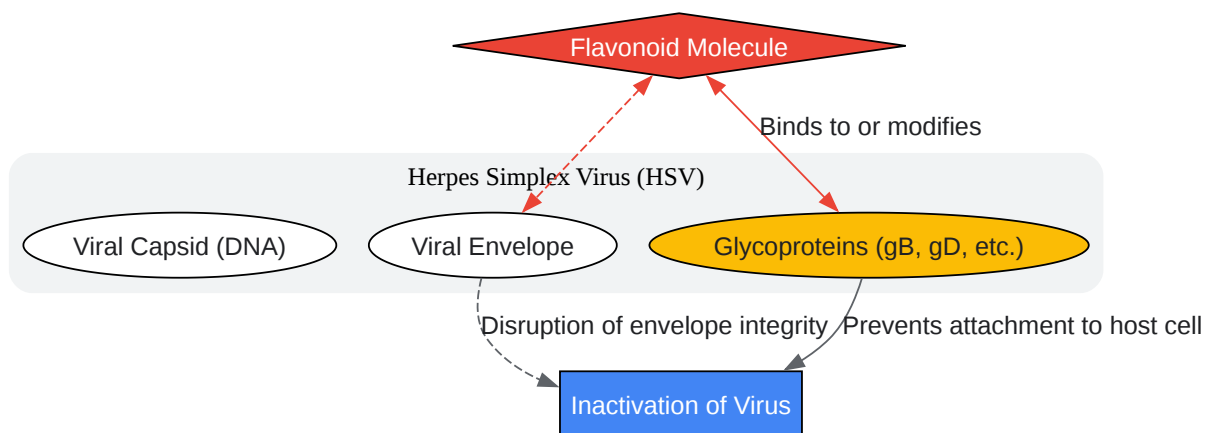 Flavonoid Molecule
Binds to or modifies
Herpes Simplex Virus (HSV)
Viral Capsid (DNA)
Viral Envelope
Glycoproteins (gB, gD, etc.)
Disruption of envelope integrity
Prevents attachment to host cell
Inactivation of Virus